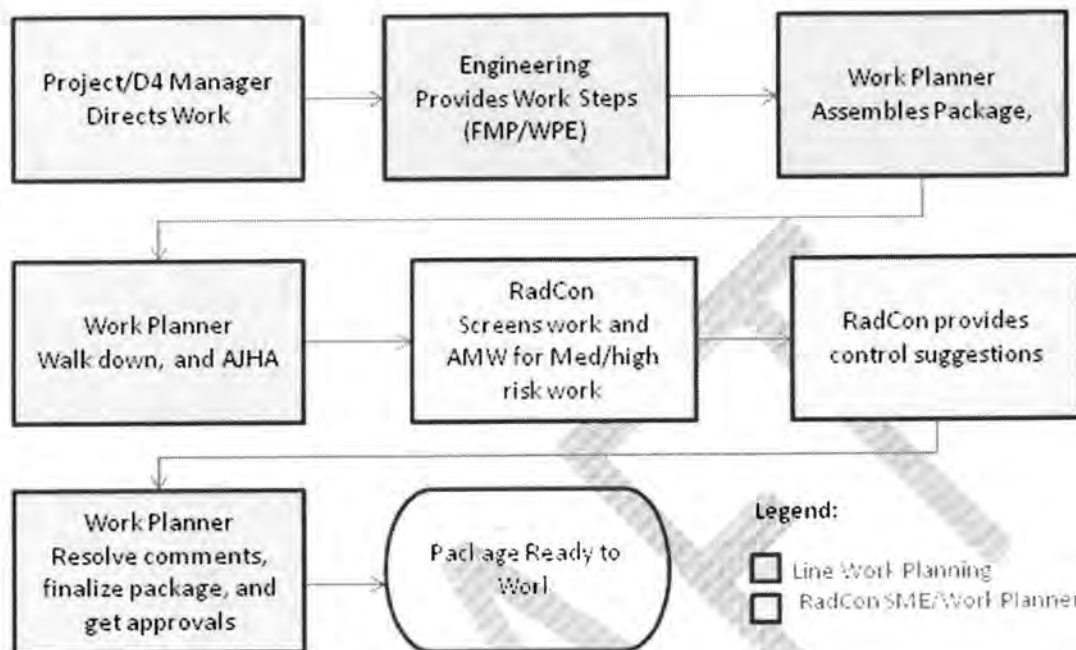 Project/D4 Manager
Directs Work
Engineering
Provides Work Steps
(FMP/WPE)
Work Planner
Assembles Package,
Work Planner
Walk down, and AJHA
RadCon
Screens work and
AMW for Med/high
risk work
RadCon provides
control suggestions
Work Planner
Resolve comments,
finalize package, and
get approvals
Package Ready to
Work
Legend:
Line Work Planning
RadCon SME/Work Planner